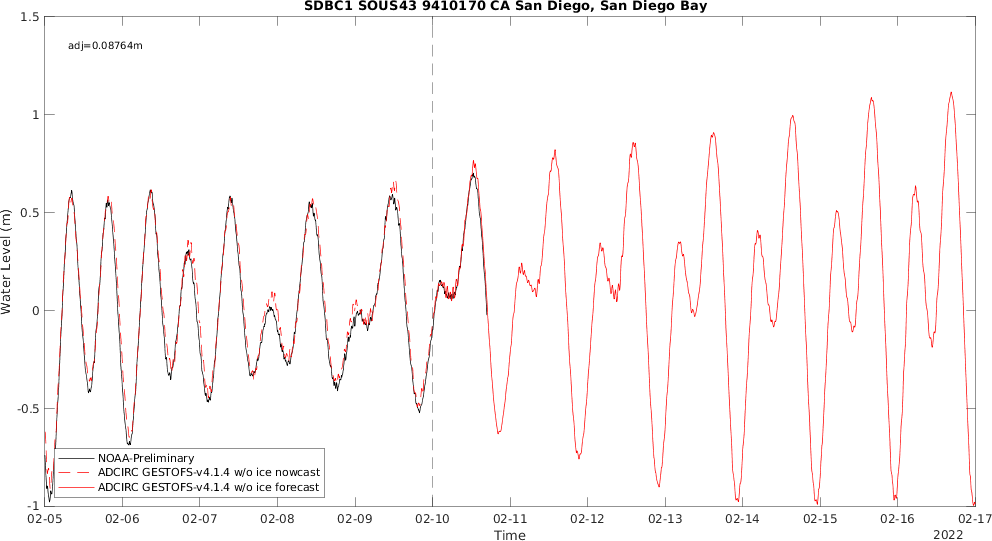 SDBC1 SOUS43 9410170 CA San Diego, San Diego Bay
adj=0.08764m
Water Level (m)
1.5
1
0.5
0
-0.5
-1
NOAA-Preliminary
ADCIRC GESTOFS-v4.1.4 w/o ice nowcast
ADCIRC GESTOFS-v4.1.4 w/o ice forecast
02-05 02-06 02-07 02-08 02-09 02-10 02-11 02-12 02-13 02-14 02-15 02-16 02-17
Time
2022